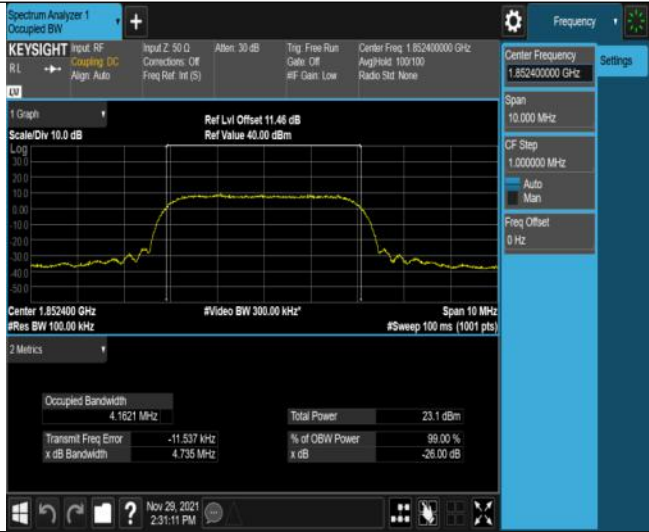 Spectrum Analyzer 1
Occupied BW
+
Frequency
KEYSIGHT
RL
LV
Input: RF
Coupling: DC
Align: Auto
Input Z: 50 Ω
Corrections: Off
Freq Ref: Int (S)
Atten: 30 dB
Trig: Free Run
Gate: Off
#IF Gain: Low
Center Freq: 1.852400000 GHz
Avg|Hold: 100/100
Radio Std: None
1 Graph
Scale/Div 10.0 dB
Ref Lvl Offset 11.46 dB
Ref Value 40.00 dBm
Log
30.0
20.0
10.0
0.00
-10.0
-20.0
-30.0
-40.0
-50.0
Center 1.852400 GHz
#Res BW 100.00 kHz
#Video BW 300.00 kHz*
Span 10 MHz
#Sweep 100 ms (1001 pts)
2 Metrics
Occupied Bandwidth
4.1621 MHz
Transmit Freq Error -11.537 kHz
x dB Bandwidth 4.735 MHz
Total Power 23.1 dBm
% of OBW Power 99.00 %
x dB -26.00 dB
Center Frequency
1.852400000 GHz
Settings
Span
10.000 MHz
CF Step
1.000000 MHz
Auto
Man
Freq Offset
0 Hz
?
Nov 29, 2021
2:31:11 PM